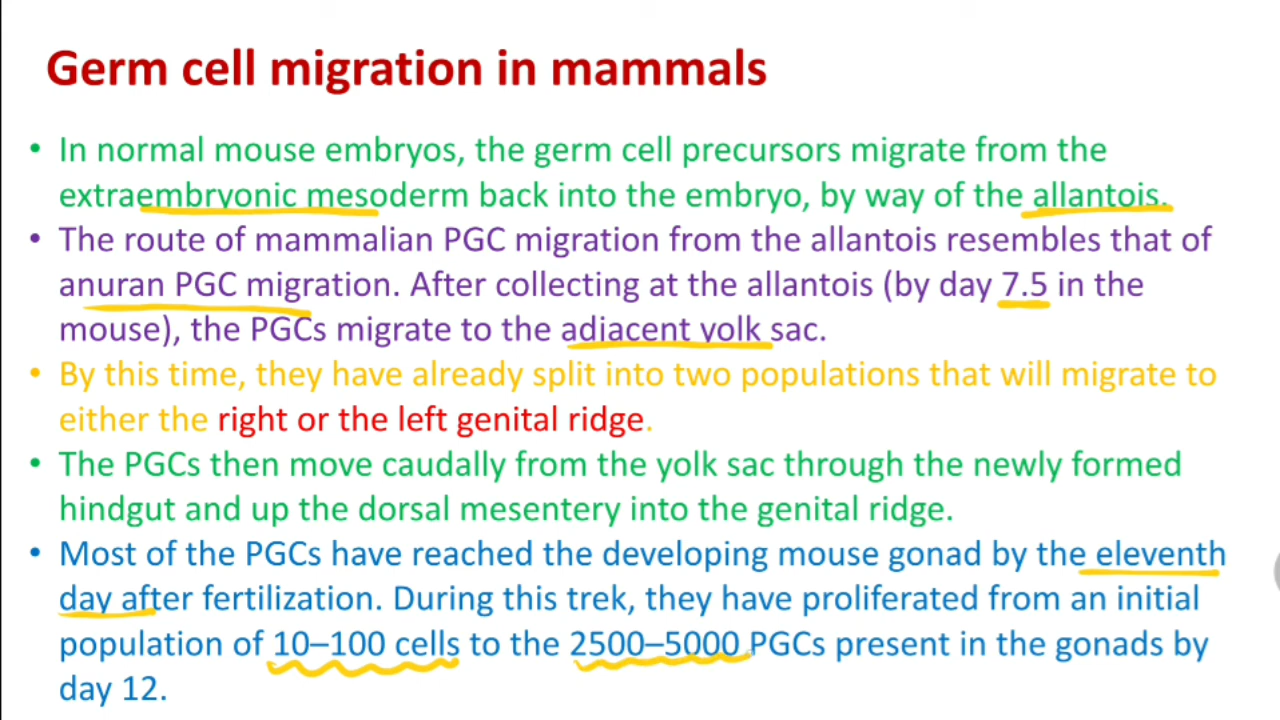 Germ cell migration in mammals
• In normal mouse embryos, the germ cell precursors migrate from the
extraembryonic mesoderm back into the embryo, by way of the allantois.
• The route of mammalian PGC migration from the allantois resembles that of
anuran PGC migration. After collecting at the allantois (by day 7.5 in the
mouse), the PGCs migrate to the adjacent yolk sac.
• By this time, they have already split into two populations that will migrate to
either the right or the left genital ridge.
• The PGCs then move caudally from the yolk sac through the newly formed
hindgut and up the dorsal mesentery into the genital ridge.
• Most of the PGCs have reached the developing mouse gonad by the eleventh
day after fertilization. During this trek, they have proliferated from an initial
population of 10–100 cells to the 2500–5000 PGCs present in the gonads by
day 12.